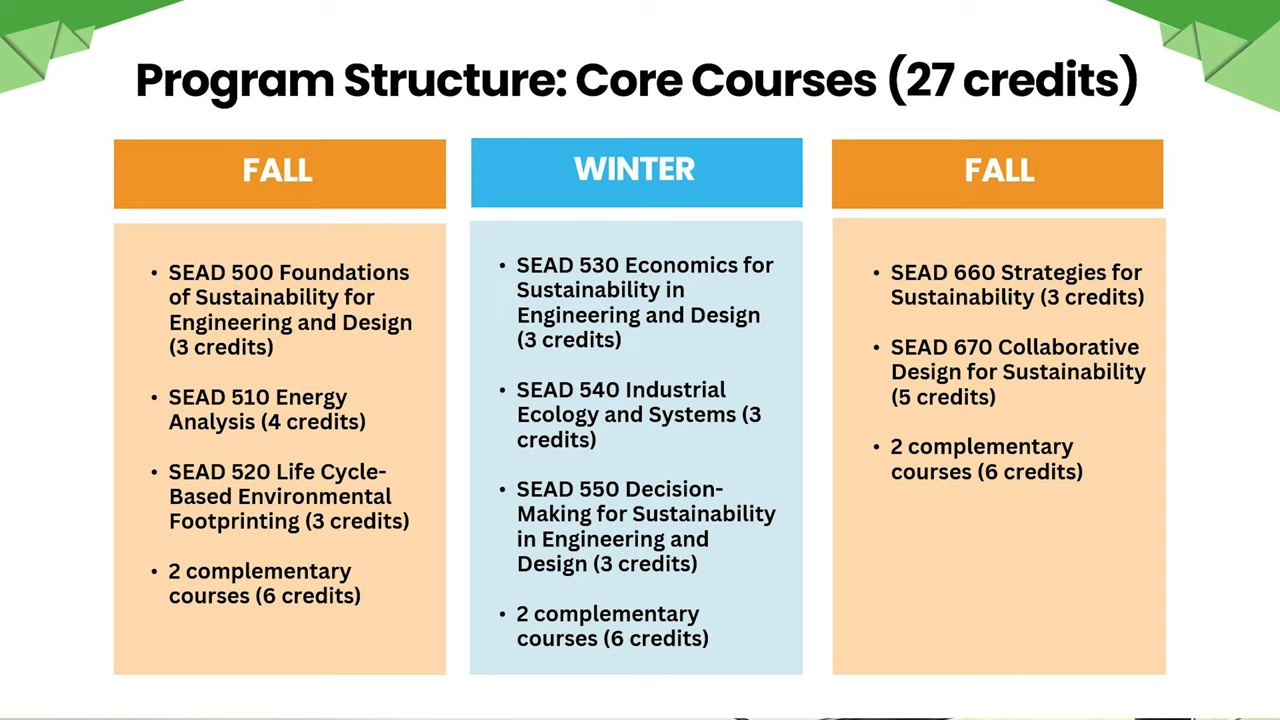 Program Structure: Core Courses (27 credits)
FALL
• SEAD 500 Foundations
of Sustainability for
Engineering and Design
(3 credits)
• SEAD 510 Energy
Analysis (4 credits)
• SEAD 520 Life Cycle-
Based Environmental
Footprinting (3 credits)
• 2 complementary
courses (6 credits)
WINTER
• SEAD 530 Economics for
Sustainability in
Engineering and Design
(3 credits)
• SEAD 540 Industrial
Ecology and Systems (3
credits)
• SEAD 550 Decision-
Making for Sustainability
in Engineering and
Design (3 credits)
• 2 complementary
courses (6 credits)
FALL
• SEAD 660 Strategies for
Sustainability (3 credits)
• SEAD 670 Collaborative
Design for Sustainability
(5 credits)
• 2 complementary
courses (6 credits)